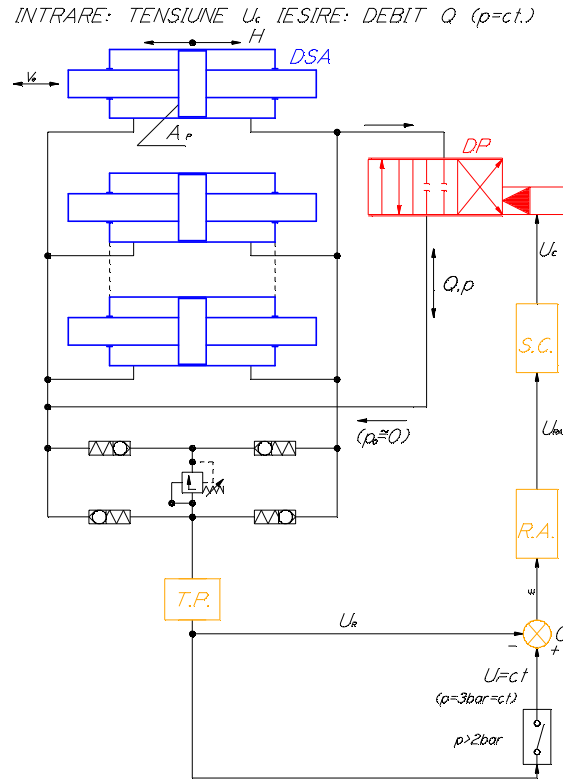 INTRARE: TENSIUNE Uc IESIRE: DEBIT Q (p=ct.)
H
DSA
Vo
Ap
DP
Uc
Q,p
S.C.
(po≅0)
URA
R.A.
ε
T.P.
UR
C
- +
Ui=ct
(p=3bar=ct)
p>2bar